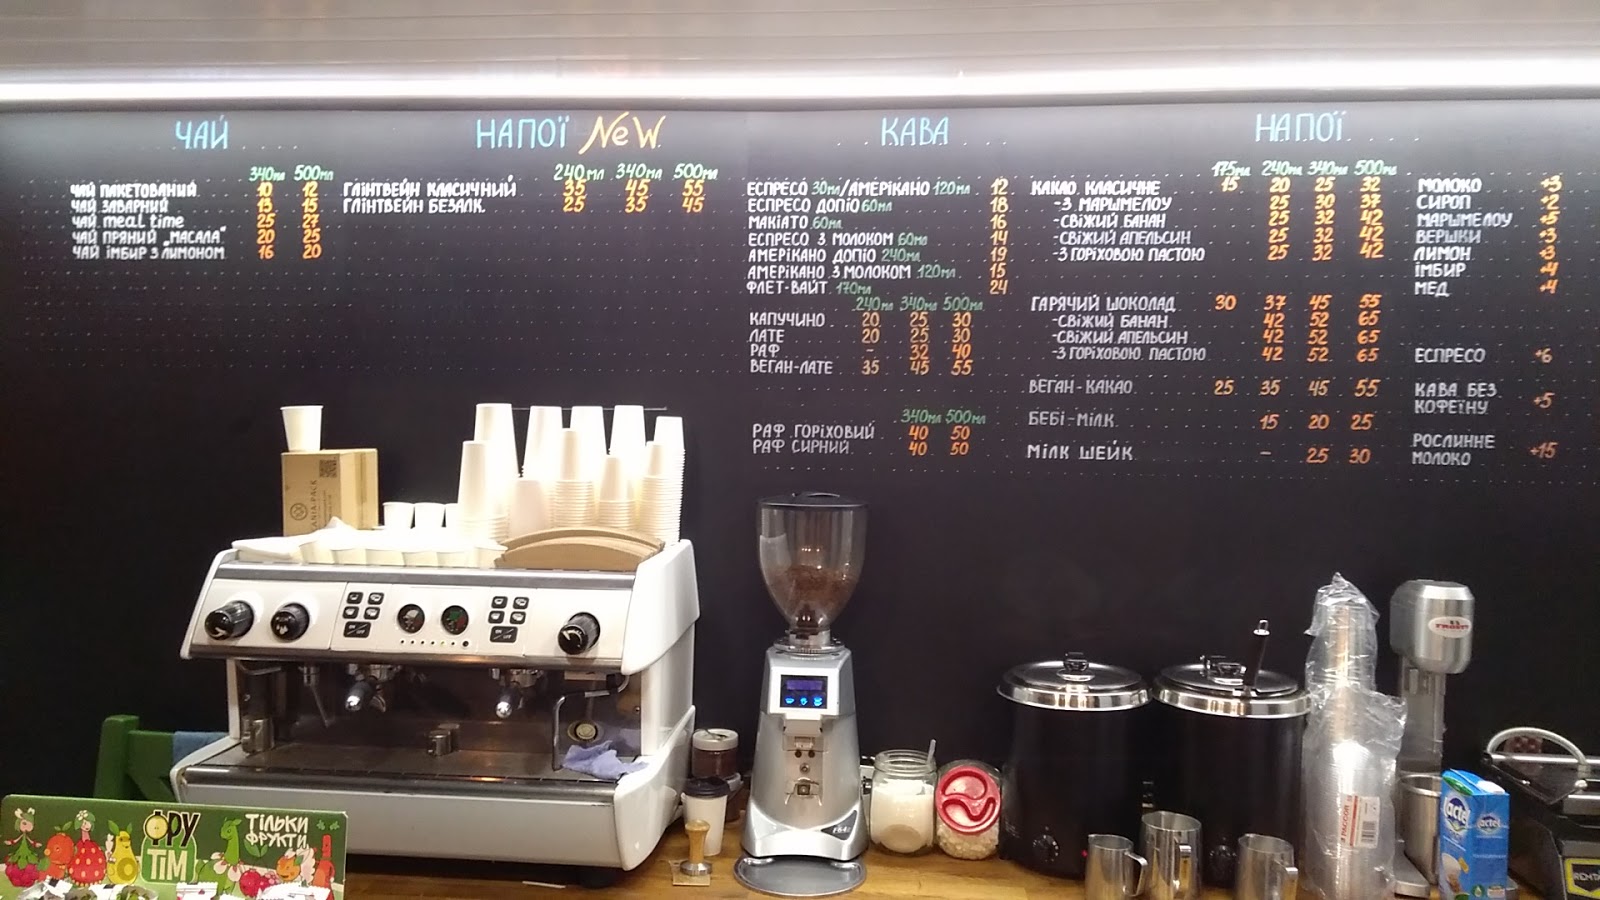 ЧАЙ
340мл 500мл
ЧАЙ ПАКЕТОВАНИЙ 10 12
ЧАЙ ЗАВАРНИЙ 13 15
ЧАЙ meal time 25 27
ЧАЙ ПРЯНИЙ „МАСАЛА" 20 25
ЧАЙ ІМБИР З ЛИМОНОМ 16 20
НАПОЇ NeW
240мл 340мл 500мл
ГЛІНТВЕЙН КЛАСИЧНИЙ 35 45 55
ГЛІНТВЕЙН БЕЗАЛК. 25 35 45
КАВА
ЕСПРЕСО 30мл/АМЕРІКАНО 120мл 12
ЕСПРЕСО ДОПІО 60мл 18
МАКІАТО 60мл 16
ЕСПРЕСО З МОЛОКОМ 60мл 14
АМЕРІКАНО ДОПІО 240мл 19
АМЕРІКАНО З МОЛОКОМ 120мл 15
ФЛЕТ-ВАЙТ 170мл 24
240мл 340мл 500мл
КАПУЧИНО 20 25 30
ЛАТЕ 20 25 30
РАФ - 32 40
ВЕГАН-ЛАТЕ 35 45 55
340мл 500мл
РАФ ГОРІХОВИЙ 40 50
РАФ СИРНИЙ 40 50
НАПОЇ
175мл 240мл 340мл 500мл
КАКАО КЛАСИЧНЕ 15 20 25 32
-З МАРШМЕЛОУ 25 30 37
-СВІЖИЙ БАНАН 25 32 42
-СВІЖИЙ АПЕЛЬСИН 25 32 42
-З ГОРІХОВОЮ ПАСТОЮ 25 32 42
ГАРЯЧИЙ ШОКОЛАД 30 37 45 55
-СВІЖИЙ БАНАН 42 52 65
-СВІЖИЙ АПЕЛЬСИН 42 52 65
-З ГОРІХОВОЮ ПАСТОЮ 42 52 65
ВЕГАН-КАКАО 25 35 45 55
БЕБІ-МІЛК 15 20 25
МІЛК ШЕЙК - 25 30
МОЛОКО +3
СИРОП +2
МАРШМЕЛОУ +5
ВЕРШКИ +3
ЛИМОН +3
ІМБИР +4
МЕД +4
ЕСПРЕСО +6
КАВА БЕЗ
КОФЕЇНУ +5
РОСЛИННЕ
МОЛОКО +15
ФРУ
ТІМ
ТІЛЬКИ
ФРУКТИ
lactel
FROSTY